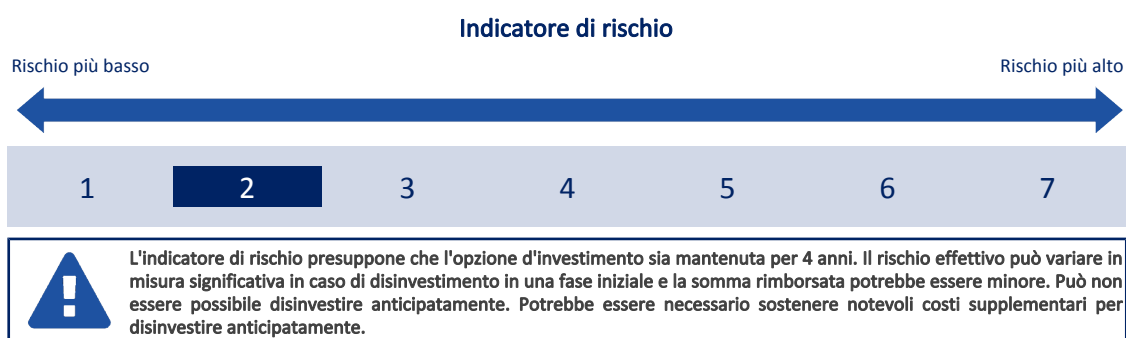 Indicatore di rischio
Rischio più basso
Rischio più alto
1 2 3 4 5 6 7
L'indicatore di rischio presuppone che l'opzione d'investimento sia mantenuta per 4 anni. Il rischio effettivo può variare in
misura significativa in caso di disinvestimento in una fase iniziale e la somma rimborsata potrebbe essere minore. Può non
essere possibile disinvestire anticipatamente. Potrebbe essere necessario sostenere notevoli costi supplementari per
disinvestire anticipatamente.